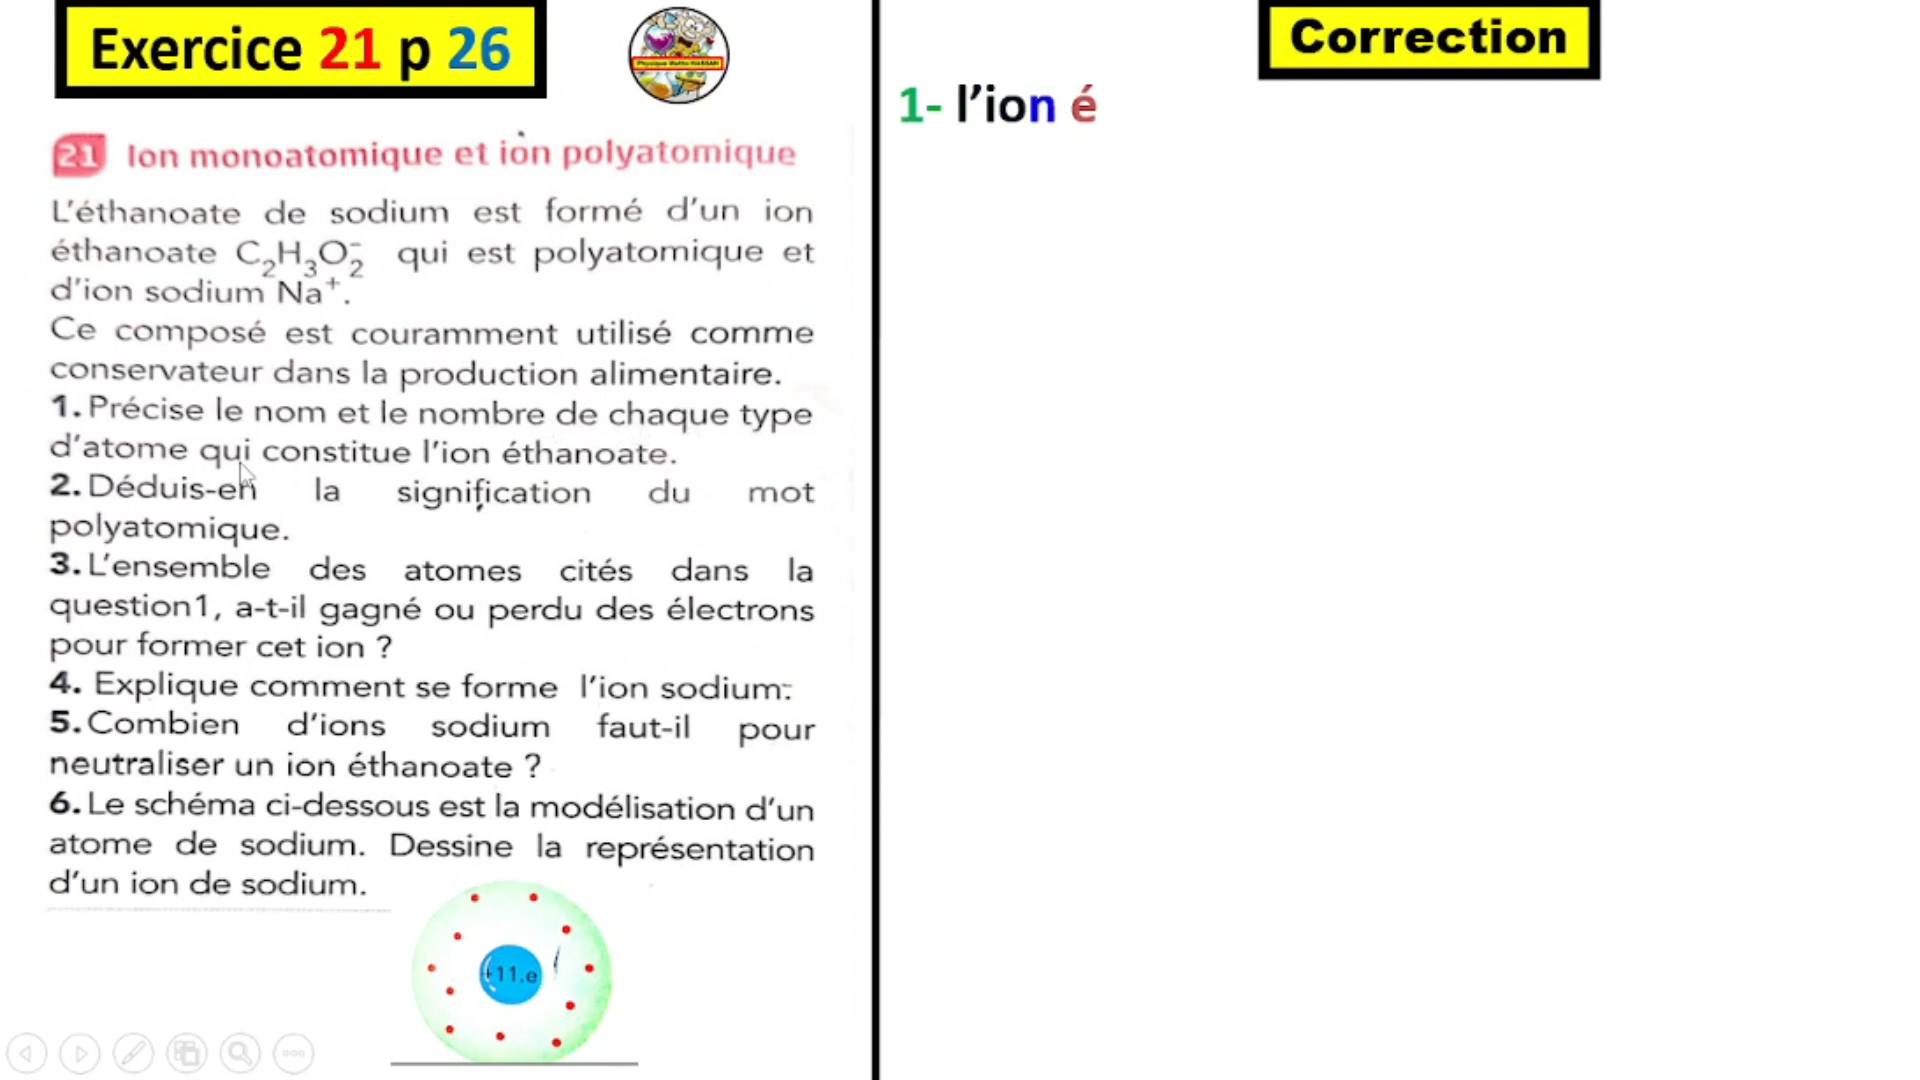 Exercice 21 p 26
Physique Maths HASSAN
21 Ion monoatomique et ion polyatomique
L'éthanoate de sodium est formé d'un ion
éthanoate C₂H₃O₂⁻ qui est polyatomique et
d'ion sodium Na⁺.
Ce composé est couramment utilisé comme
conservateur dans la production alimentaire.
1. Précise le nom et le nombre de chaque type
d'atome qui constitue l'ion éthanoate.
2. Déduis-en la signification du mot
polyatomique.
3. L'ensemble des atomes cités dans la
question1, a-t-il gagné ou perdu des électrons
pour former cet ion ?
4. Explique comment se forme l'ion sodium.
5. Combien d'ions sodium faut-il pour
neutraliser un ion éthanoate ?
6. Le schéma ci-dessous est la modélisation d'un
atome de sodium. Dessine la représentation
d'un ion de sodium.
+11.e
Correction
1- l'ion é